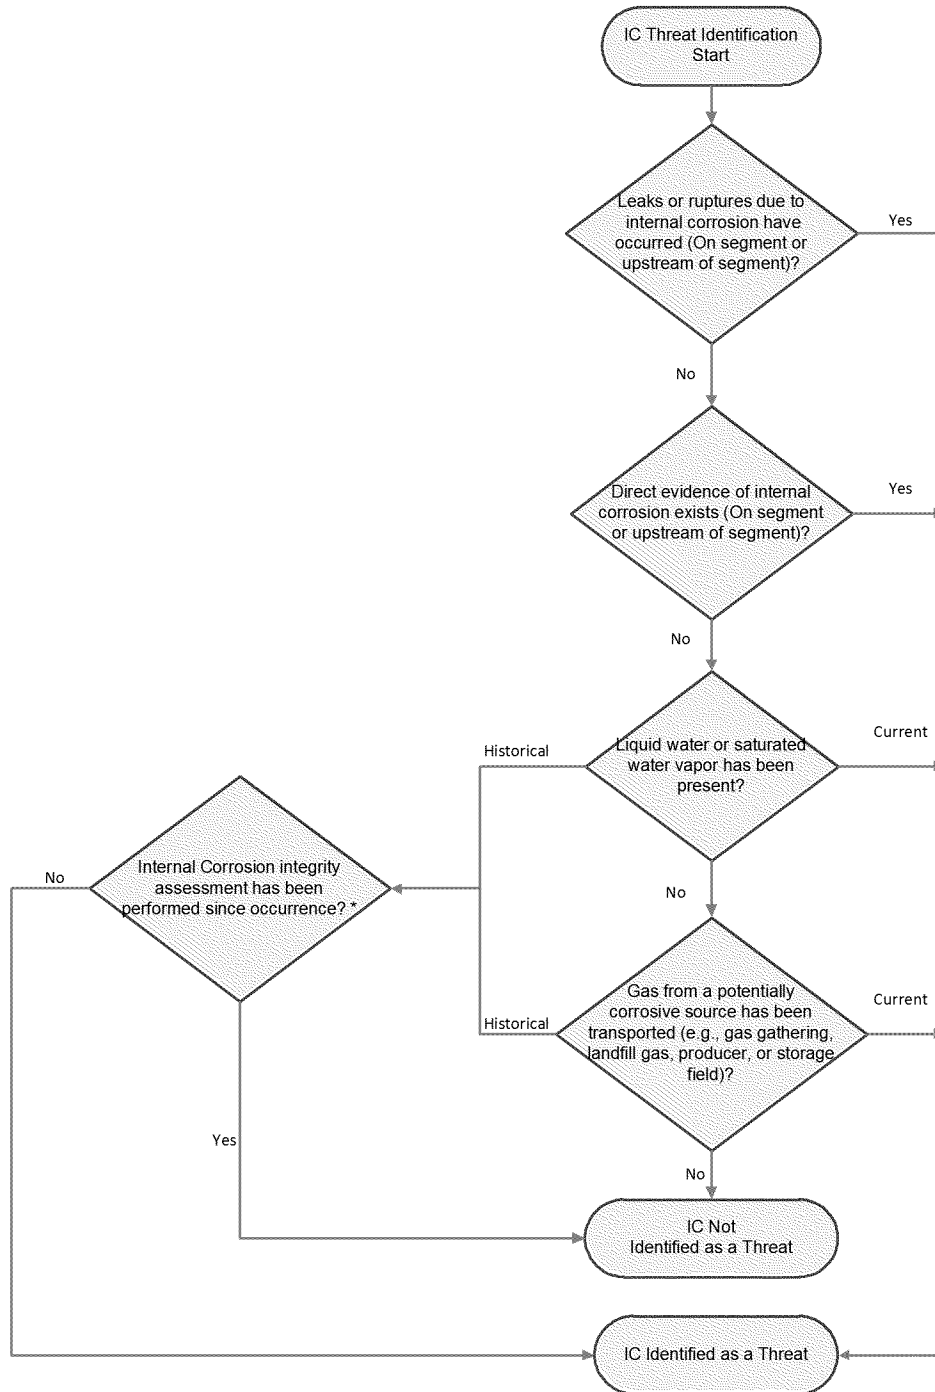 IC Threat Identification
Start
Leaks or ruptures due to
internal corrosion have
occurred (On segment or
upstream of segment)?
Yes
No
Direct evidence of internal
corrosion exists (On segment
or upstream of segment)?
Yes
No
Liquid water or saturated
water vapor has been
present?
Historical
Current
Internal Corrosion integrity
assessment has been
performed since occurrence? *
No
No
Gas from a potentially
corrosive source has been
transported (e.g., gas gathering,
landfill gas, producer, or storage
field)?
Historical
Current
Yes
No
IC Not
Identified as a Threat
IC Identified as a Threat